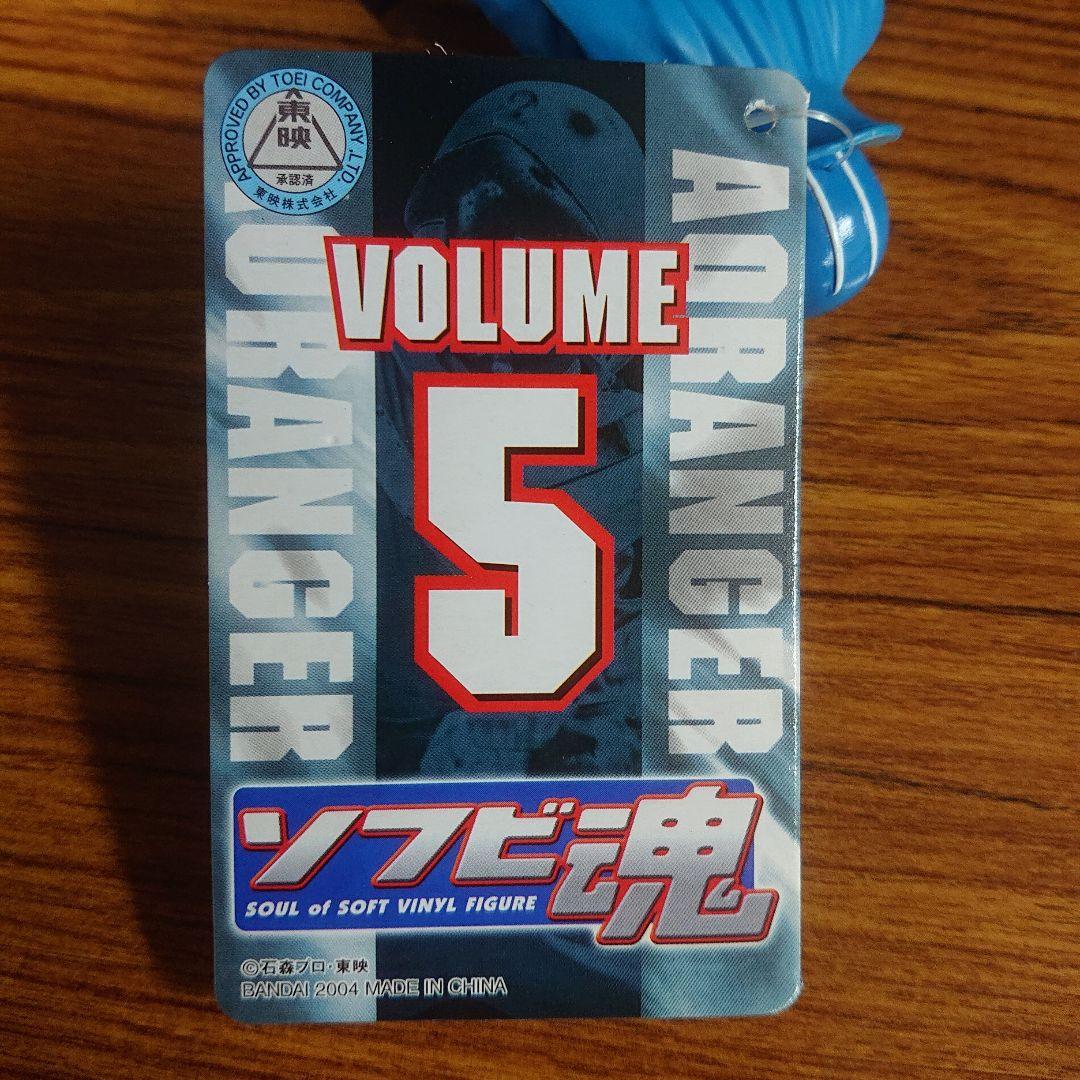 APPROVED BY TOEI COMPANY.,LTD.
東映
承認済
東映株式会社
AORANGER
AORANGER
VOLUME
5
ソフビ魂
SOUL of SOFT VINYL FIGURE
©石森プロ・東映
BANDAI 2004 MADE IN CHINA